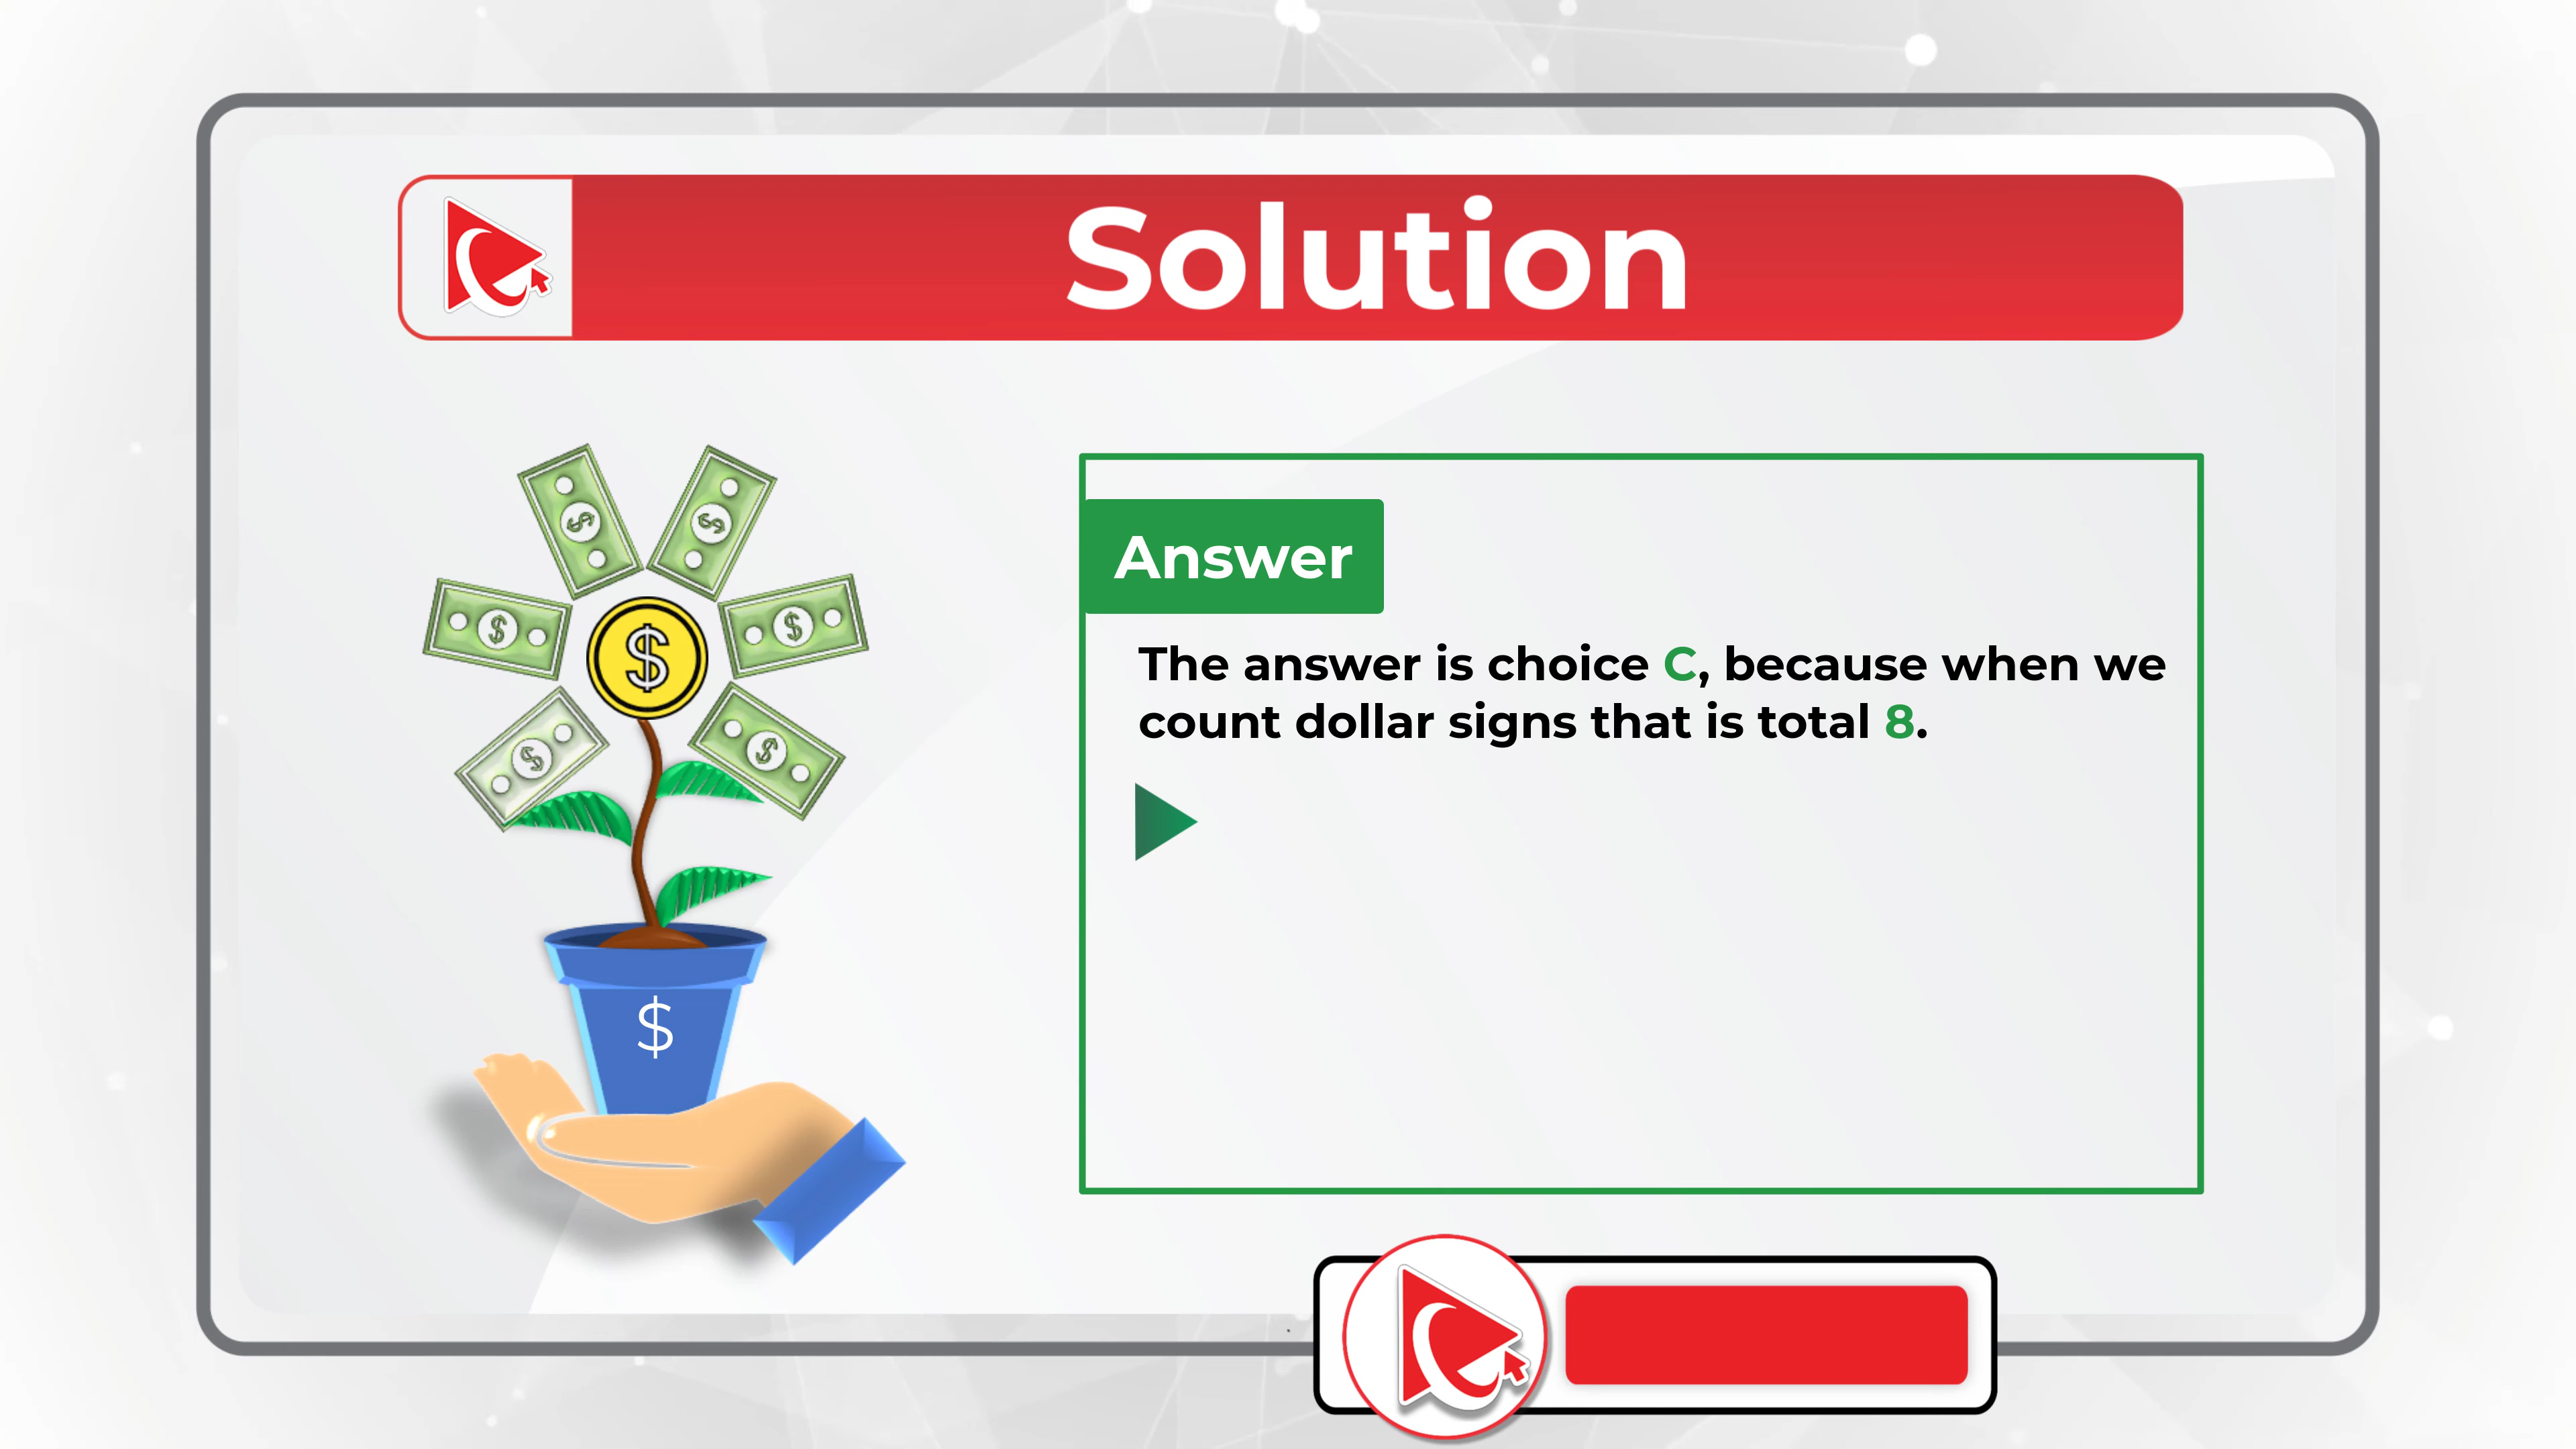 Solution
$ $
$ $ $
$ $
$
Answer
The answer is choice C, because when we
count dollar signs that is total 8.